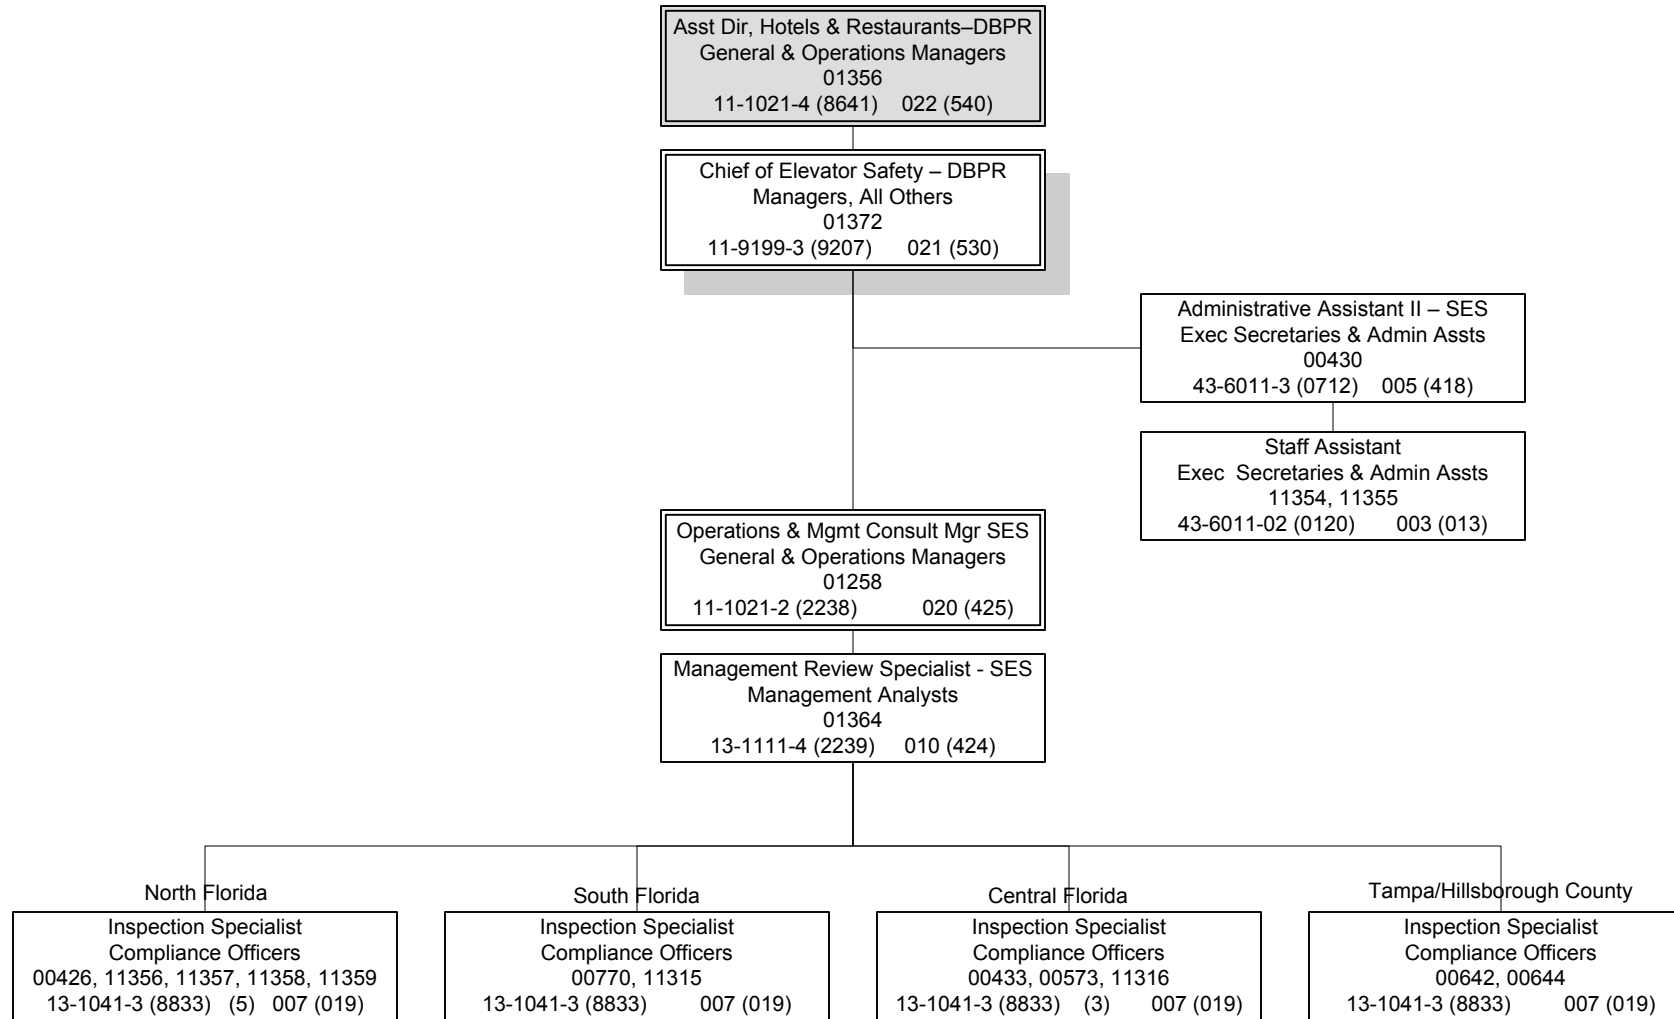 Asst Dir, Hotels & Restaurants–DBPR
General & Operations Managers
01356
11-1021-4 (8641) 022 (540)
Chief of Elevator Safety – DBPR
Managers, All Others
01372
11-9199-3 (9207) 021 (530)
Administrative Assistant II – SES
Exec Secretaries & Admin Assts
00430
43-6011-3 (0712) 005 (418)
Staff Assistant
Exec Secretaries & Admin Assts
11354, 11355
43-6011-02 (0120) 003 (013)
Operations & Mgmt Consult Mgr SES
General & Operations Managers
01258
11-1021-2 (2238) 020 (425)
Management Review Specialist - SES
Management Analysts
01364
13-1111-4 (2239) 010 (424)
North Florida
Inspection Specialist
Compliance Officers
00426, 11356, 11357, 11358, 11359
13-1041-3 (8833) (5) 007 (019)
South Florida
Inspection Specialist
Compliance Officers
00770, 11315
13-1041-3 (8833) 007 (019)
Central Florida
Inspection Specialist
Compliance Officers
00433, 00573, 11316
13-1041-3 (8833) (3) 007 (019)
Tampa/Hillsborough County
Inspection Specialist
Compliance Officers
00642, 00644
13-1041-3 (8833) 007 (019)